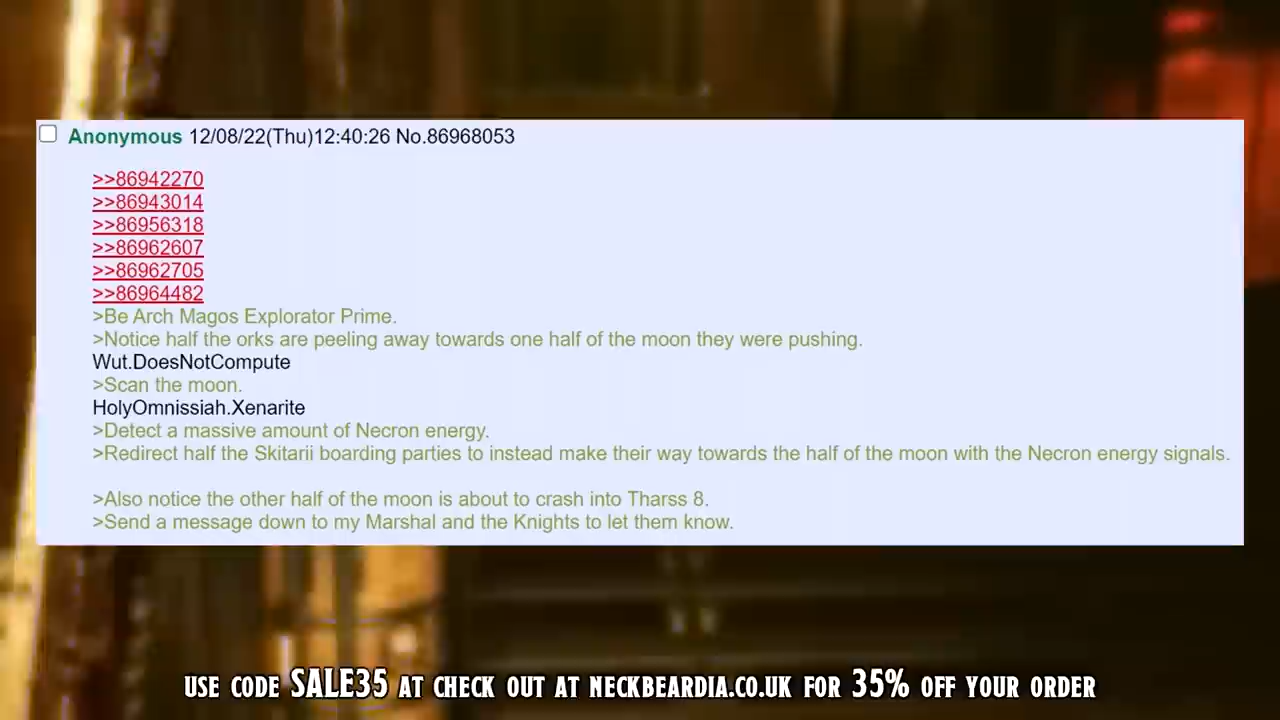 Anonymous 12/08/22(Thu)12:40:26 No.86968053
>>86942270
>>86943014
>>86956318
>>86962607
>>86962705
>>86964482
>Be Arch Magos Explorator Prime.
>Notice half the orks are peeling away towards one half of the moon they were pushing.
Wut.DoesNotCompute
>Scan the moon.
HolyOmnissiah.Xenarite
>Detect a massive amount of Necron energy.
>Redirect half the Skitarii boarding parties to instead make their way towards the half of the moon with the Necron energy signals.
>Also notice the other half of the moon is about to crash into Tharss 8.
>Send a message down to my Marshal and the Knights to let them know.
USE CODE SALE35 AT CHECK OUT AT NECKBEARDIA.CO.UK FOR 35% OFF YOUR ORDER